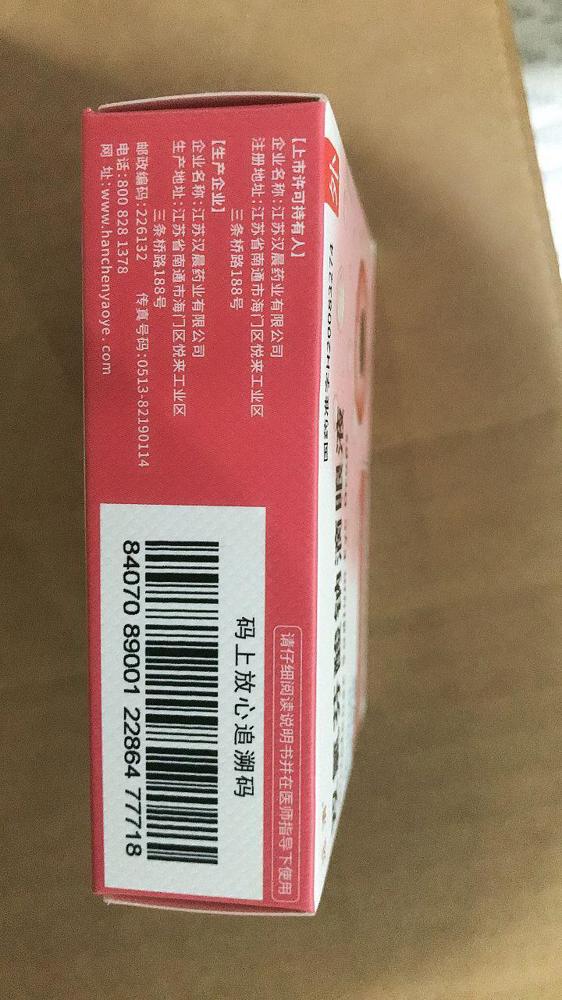 【上市许可持有人】
企业名称:江苏汉晨药业有限公司
注册地址:江苏省南通市海门区悦来工业区
三条桥路188号
【生产企业】
企业名称:江苏汉晨药业有限公司
生产地址:江苏省南通市海门区悦来工业区
三条桥路188号
邮政编码:226132 传真号码:0513-82190114
电话:800 828 1378
网 址:www.hanchenyaoye.com
请仔细阅读说明书并在医师指导下使用
码上放心追溯码
84070 89001 22864 77718